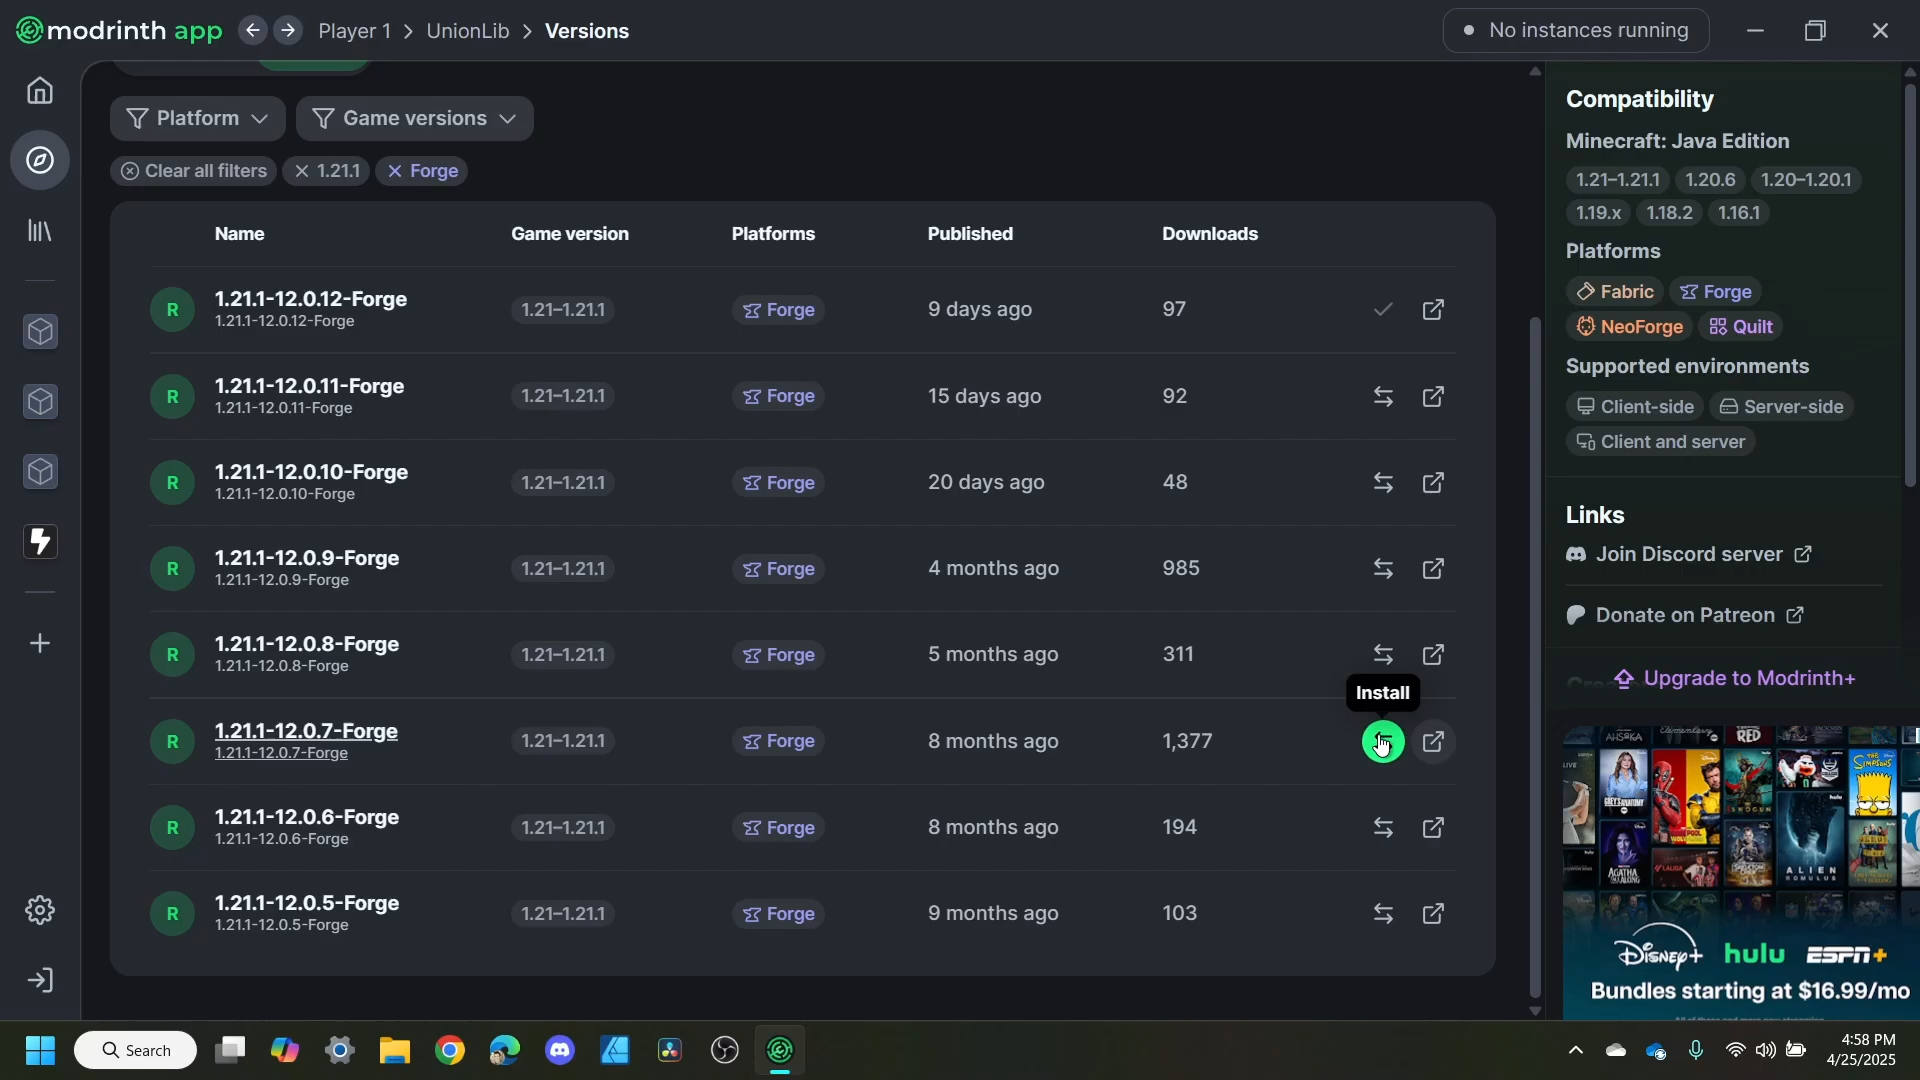 modrinth app
Player 1 > UnionLib > Versions
No instances running
Platform
Game versions
Clear all filters
1.21.1
Forge
Name Game version Platforms Published Downloads
R 1.21.1-12.0.12-Forge 1.21–1.21.1 Forge 9 days ago 97
1.21.1-12.0.12-Forge
R 1.21.1-12.0.11-Forge 1.21–1.21.1 Forge 15 days ago 92
1.21.1-12.0.11-Forge
R 1.21.1-12.0.10-Forge 1.21–1.21.1 Forge 20 days ago 48
1.21.1-12.0.10-Forge
R 1.21.1-12.0.9-Forge 1.21–1.21.1 Forge 4 months ago 985
1.21.1-12.0.9-Forge
R 1.21.1-12.0.8-Forge 1.21–1.21.1 Forge 5 months ago 311
1.21.1-12.0.8-Forge
Install
R 1.21.1-12.0.7-Forge 1.21–1.21.1 Forge 8 months ago 1,377
1.21.1-12.0.7-Forge
R 1.21.1-12.0.6-Forge 1.21–1.21.1 Forge 8 months ago 194
1.21.1-12.0.6-Forge
R 1.21.1-12.0.5-Forge 1.21–1.21.1 Forge 9 months ago 103
1.21.1-12.0.5-Forge
Compatibility
Minecraft: Java Edition
1.21–1.21.1 1.20.6 1.20–1.20.1
1.19.x 1.18.2 1.16.1
Platforms
Fabric Forge
NeoForge Quilt
Supported environments
Client-side Server-side
Client and server
Links
Join Discord server
Donate on Patreon
Upgrade to Modrinth+
AHSOKA
RED
THE SIMPSONS
GREY'S ANATOMY
SHOGUN
AGATHA ALL ALONG
LALIGA
ALIEN
ROMULUS
Disney+ hulu ESPN+
Bundles starting at $16.99/mo
Search
4:58 PM
4/25/2025